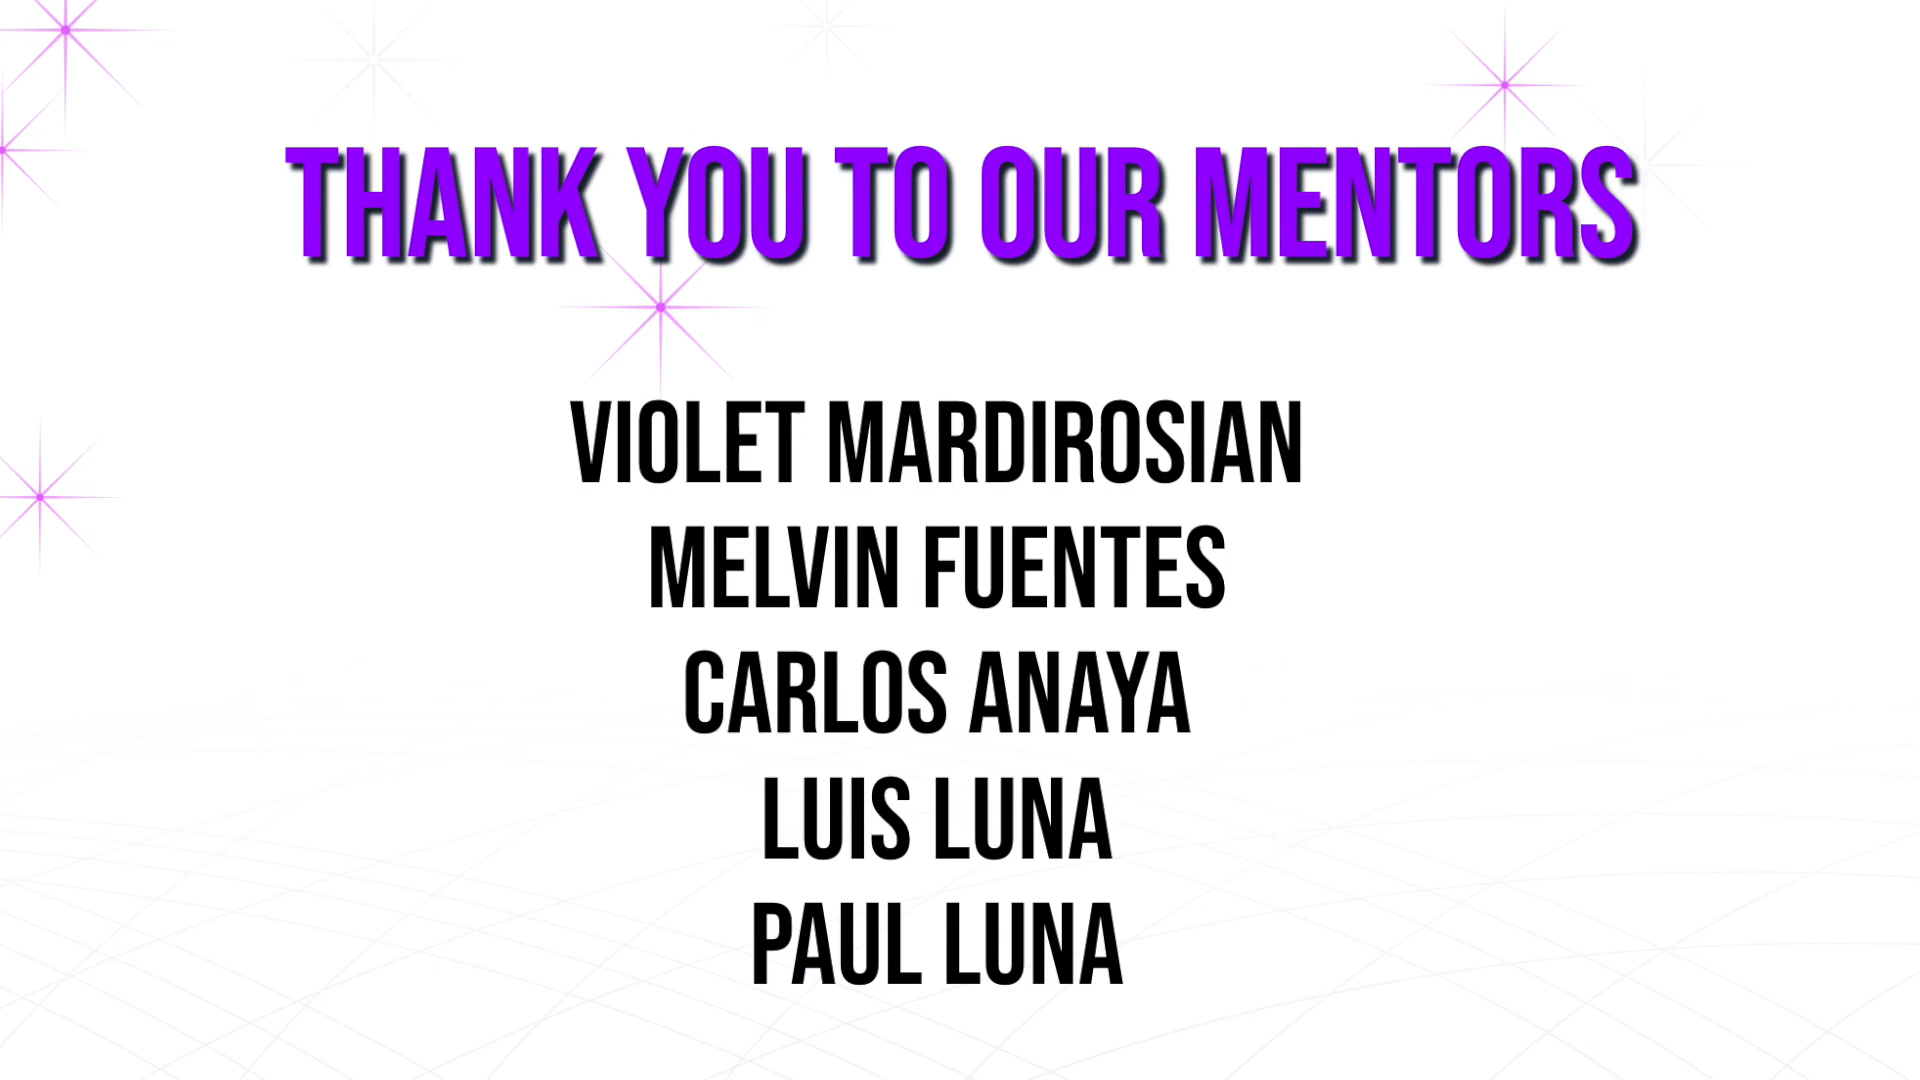 THANK YOU TO OUR MENTORS
VIOLET MARDIROSIAN
MELVIN FUENTES
CARLOS ANAYA
LUIS LUNA
PAUL LUNA